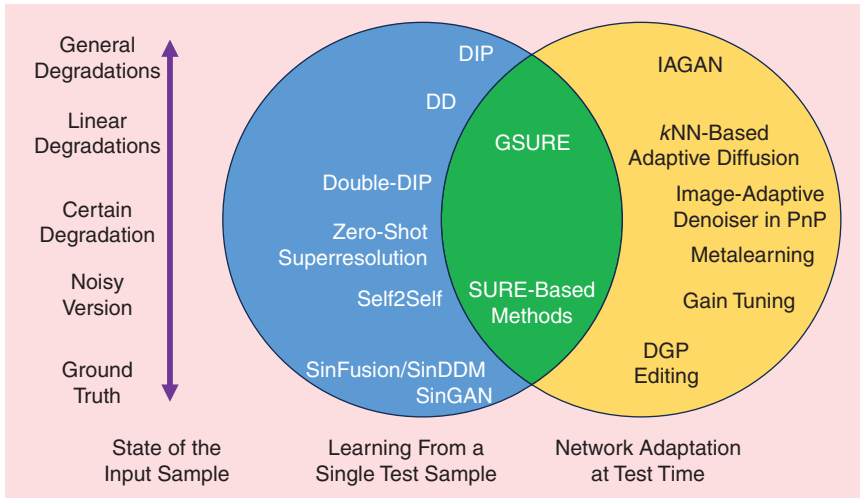 General
Degradations
Linear
Degradations
Certain
Degradation
Noisy
Version
Ground
Truth
State of the
Input Sample
DIP
DD
Double-DIP
Zero-Shot
Superresolution
Self2Self
SinFusion/SinDDM
SinGAN
Learning From a
Single Test Sample
GSURE
SURE-Based
Methods
IAGAN
kNN-Based
Adaptive Diffusion
Image-Adaptive
Denoiser in PnP
Metalearning
Gain Tuning
DGP
Editing
Network Adaptation
at Test Time